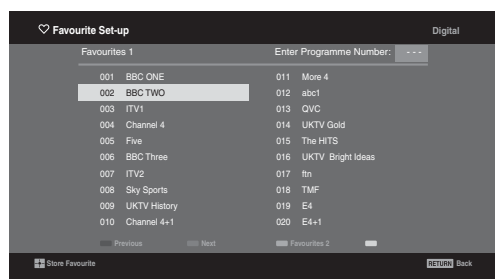 Favourite Set-up Digital
Favourites 1 Enter Programme Number: - - -
001 BBC ONE 011 More 4
002 BBC TWO 012 abc1
003 ITV1 013 QVC
004 Channel 4 014 UKTV Gold
005 Five 015 The HITS
006 BBC Three 016 UKTV Bright Ideas
007 ITV2 017 ftn
008 Sky Sports 018 TMF
009 UKTV History 019 E4
010 Channel 4+1 020 E4+1
Previous Next Favourites 2
Store Favourite RETURN Back